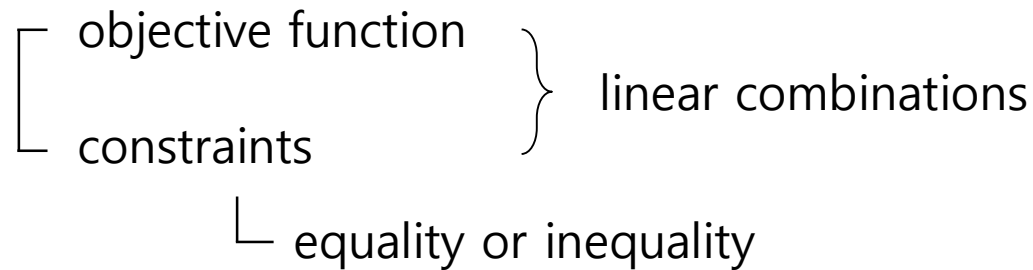 objective function
linear combinations
constraints
equality or inequality